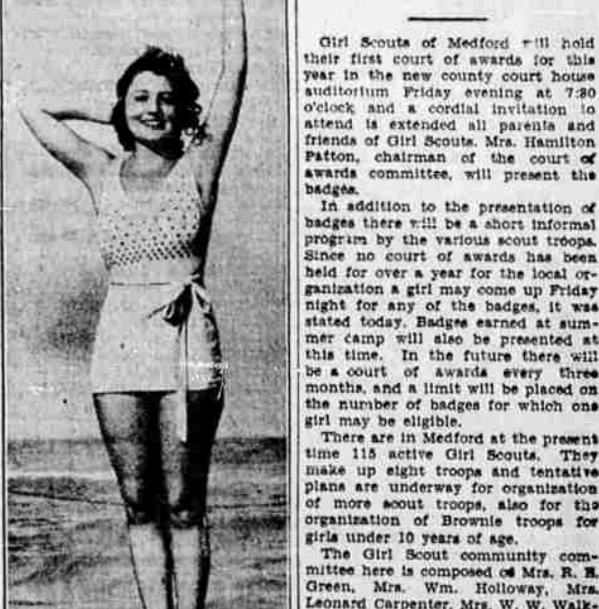 Girl Scouts of Medford will hold
their first court of awards for this
year in the new county court house
auditorium Friday evening at 7:30
o'clock and a cordial invitation to
attend is extended all parents and
friends of Girl Scouts. Mrs. Hamilton
Patton, chairman of the court of
awards committee, will present the
badges.
In addition to the presentation of
badges there will be a short informal
program by the various scout troops.
Since no court of awards has been
held for over a year for the local or-
ganization a girl may come up Friday
night for any of the badges, it was
stated today. Badges earned at sum-
mer camp will also be presented at
this time. In the future there will
be a court of awards every three
months, and a limit will be placed on
the number of badges for which one
girl may be eligible.
There are in Medford at the present
time 115 active Girl Scouts. They
make up eight troops and tentative
plans are underway for organization
of more scout troops, also for the
organization of Brownie troops for
girls under 10 years of age.
The Girl Scout community com-
mittee here is composed of Mrs. R. H.
Green, Mrs. Wm. Holloway, Mrs.
Leonard Carpenter, Mrs. W. W.